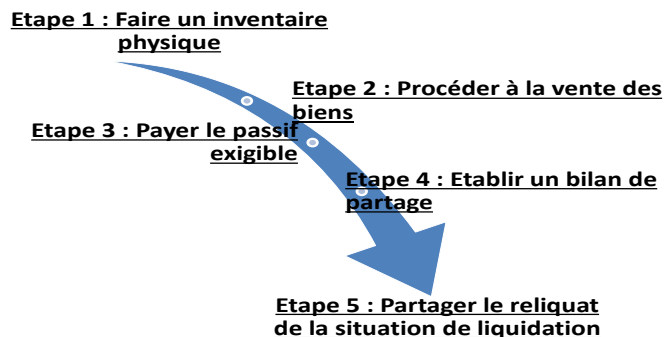 Etape 1 : Faire un inventaire
physique
Etape 2 : Procéder à la vente des
biens
Etape 3 : Payer le passif
exigible
Etape 4 : Etablir un bilan de
partage
Etape 5 : Partager le reliquat
de la situation de liquidation